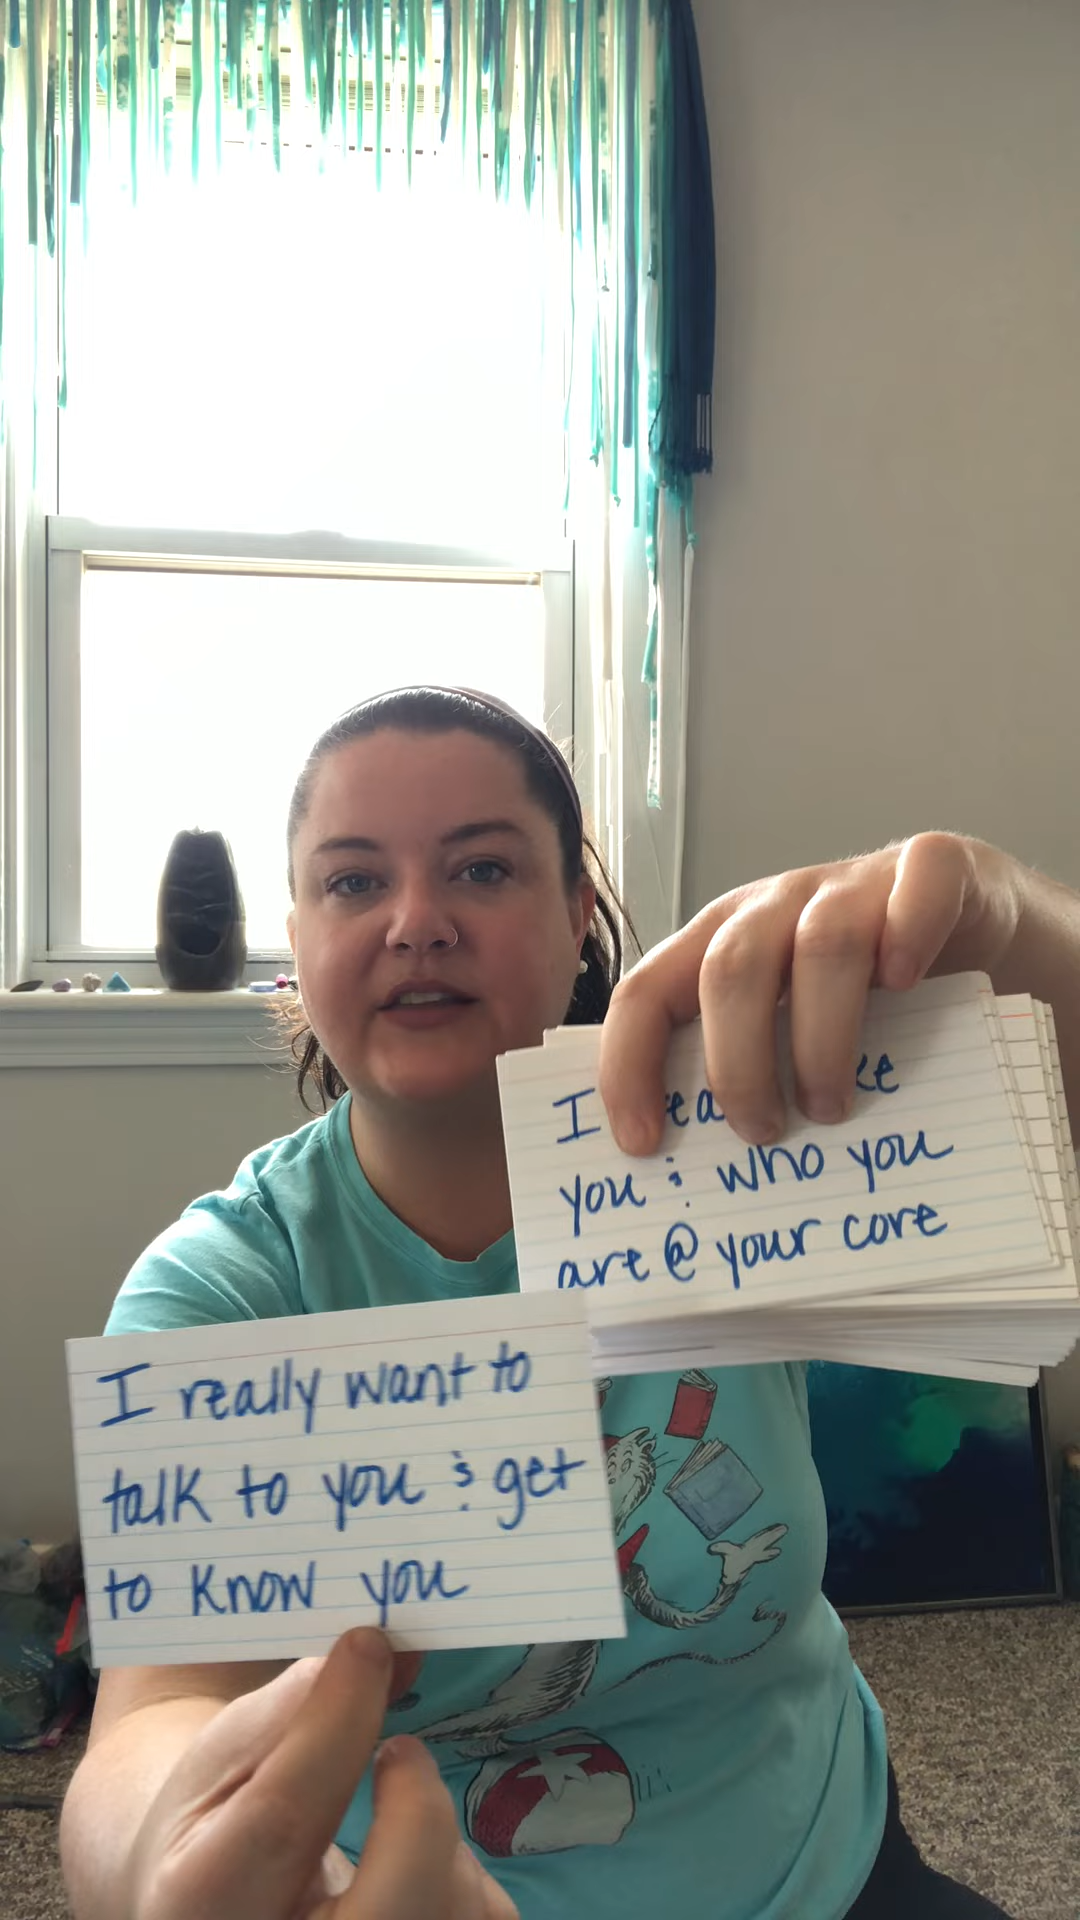 I really want to
talk to you & get
to know you
I
you & who you
are @ your core